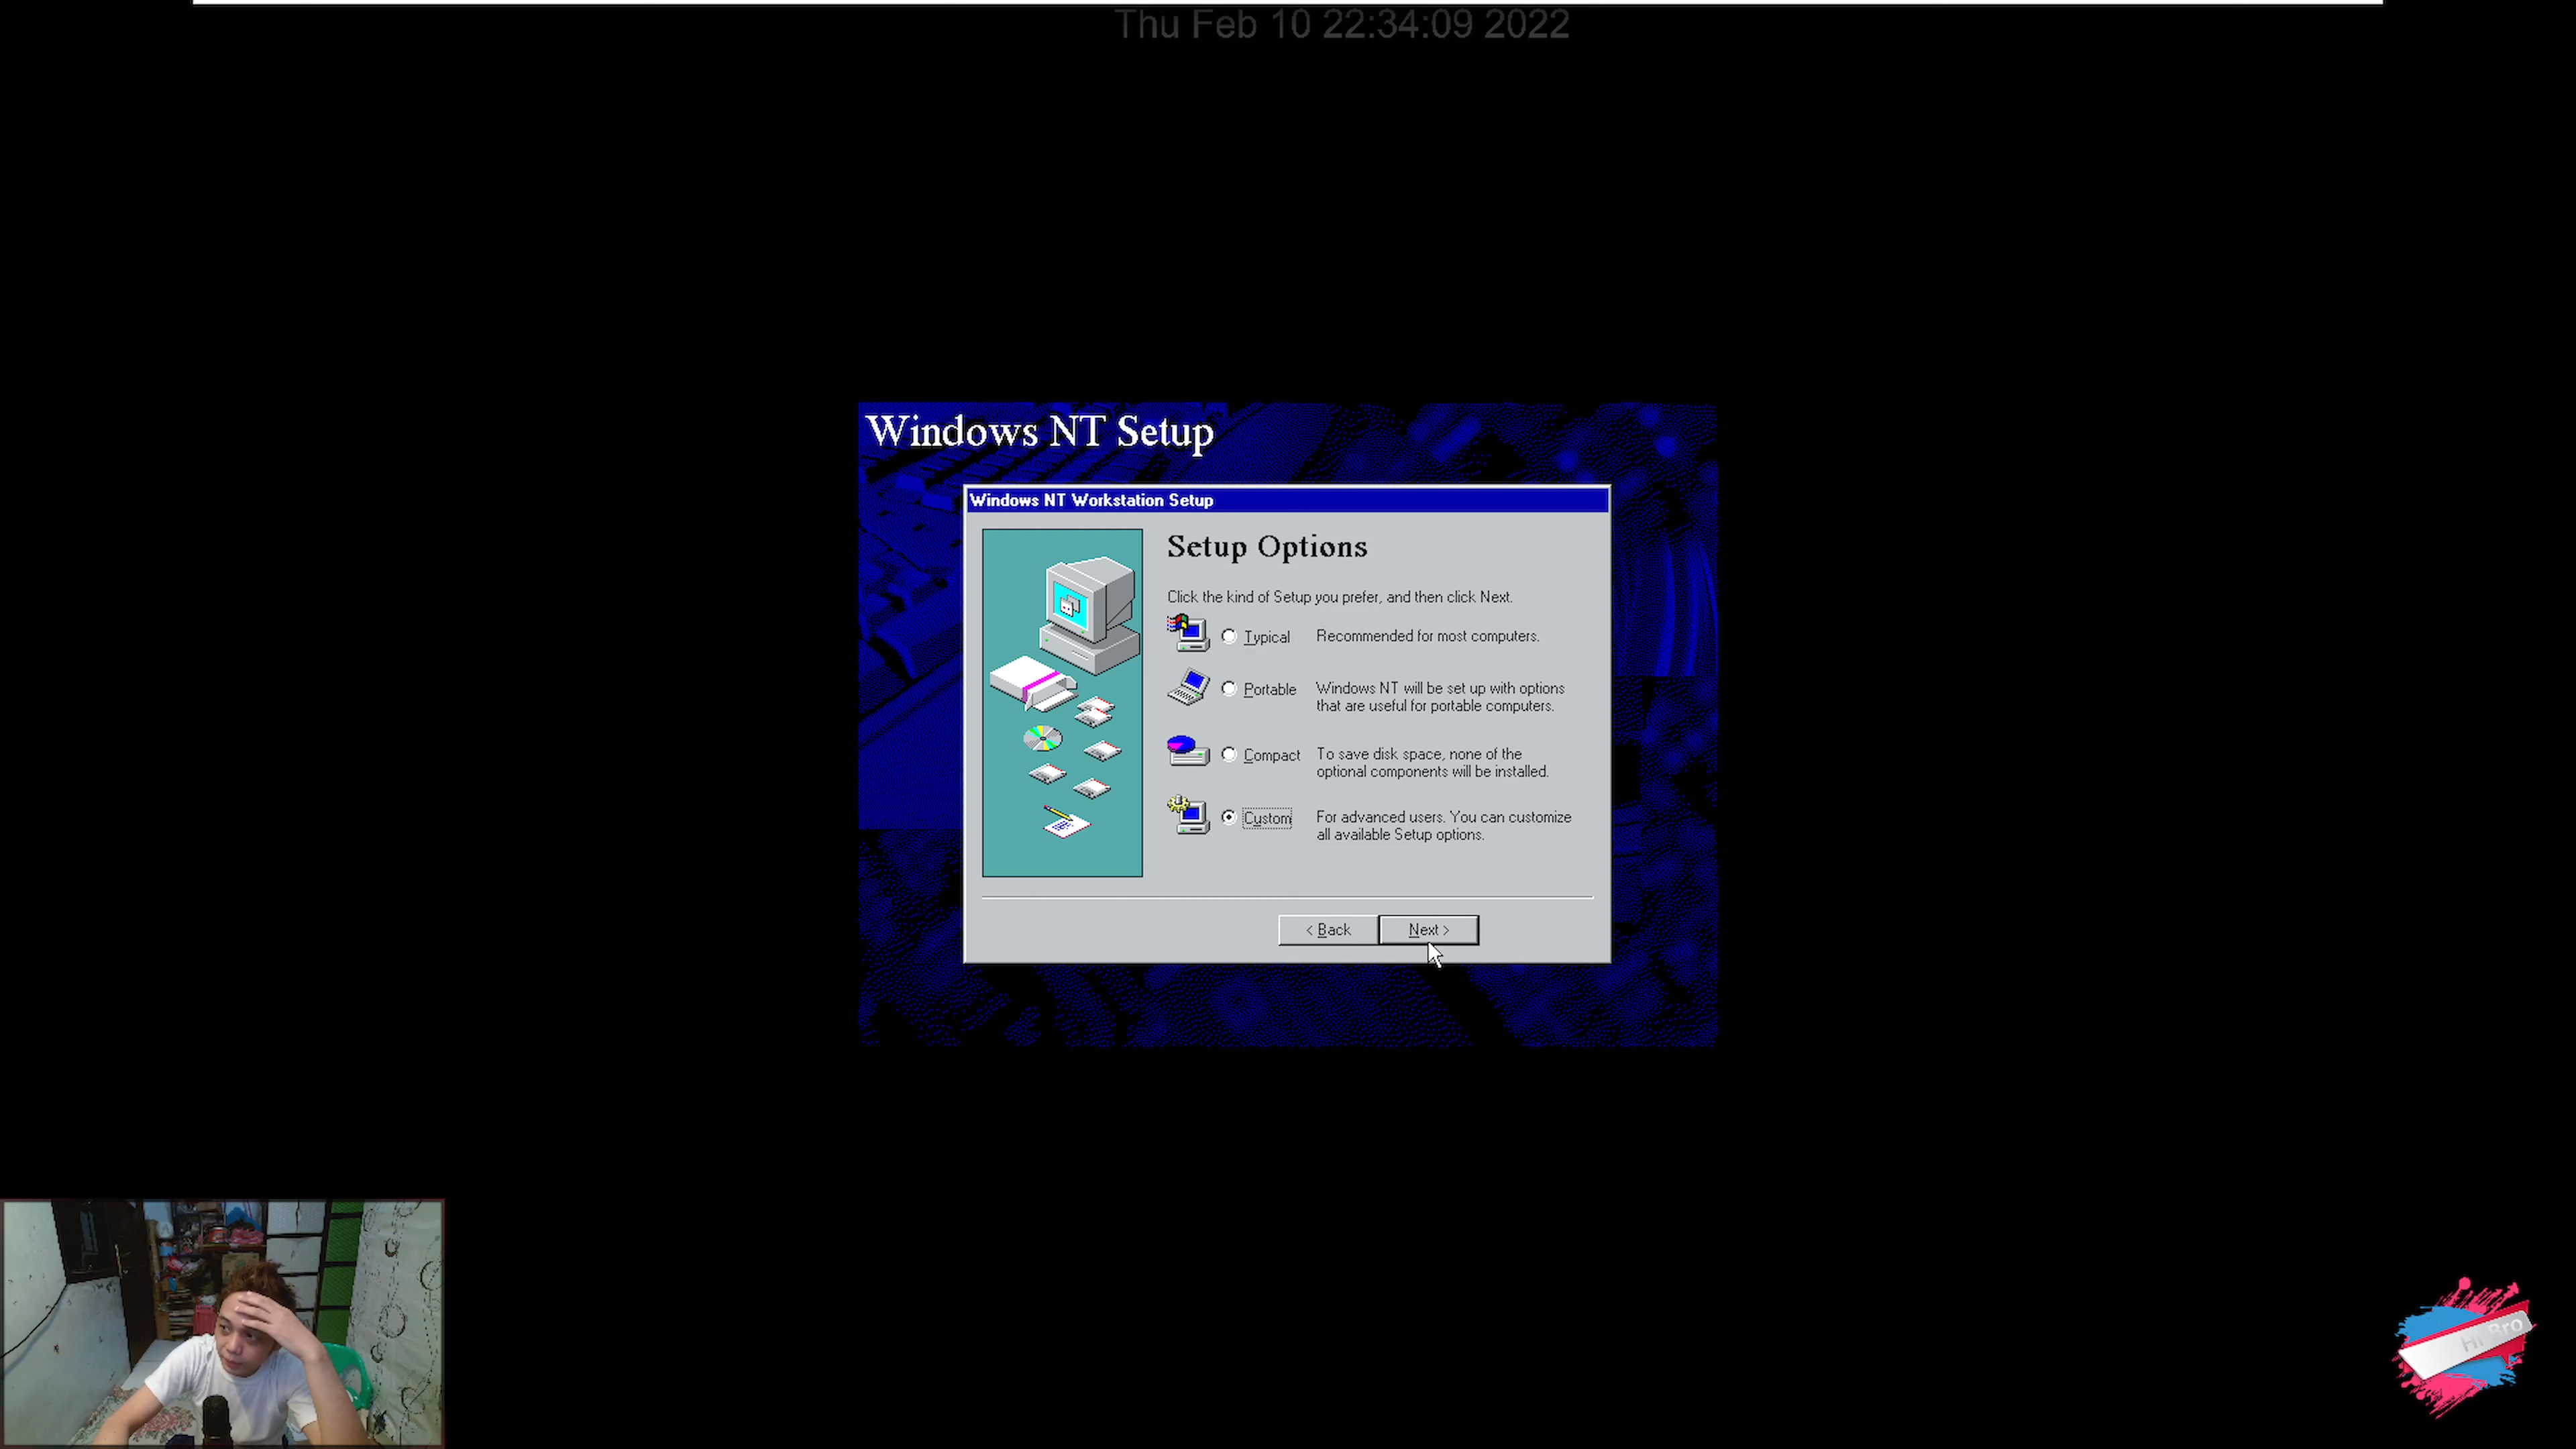 Thu Feb 10 22:34:09 2022
Windows NT Setup
Windows NT Workstation Setup
Setup Options
Click the kind of Setup you prefer, and then click Next.
Typical Recommended for most computers.
Portable Windows NT will be set up with options
that are useful for portable computers.
Compact To save disk space, none of the
optional components will be installed.
Custom For advanced users. You can customize
all available Setup options.
< Back Next >
Hi Bro